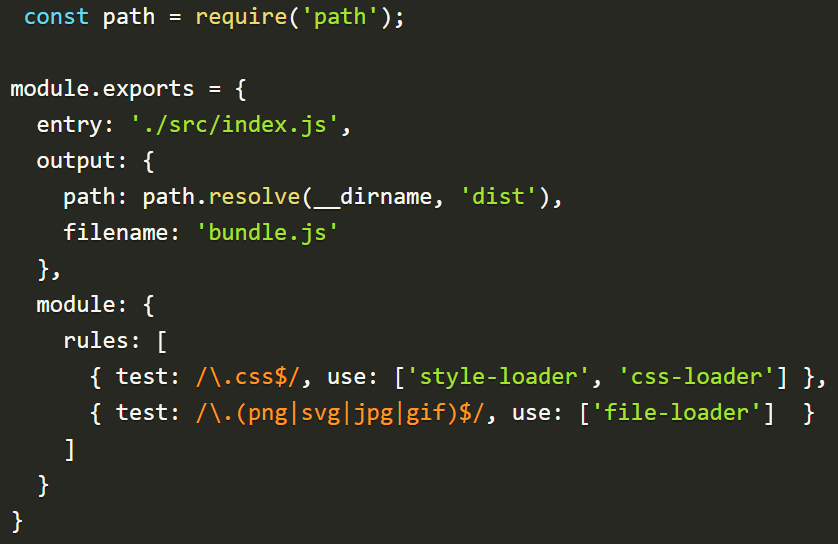 const path = require('path');
module.exports = {
entry: './src/index.js',
output: {
path: path.resolve(__dirname, 'dist'),
filename: 'bundle.js'
},
module: {
rules: [
{ test: /\.css$/, use: ['style-loader', 'css-loader'] },
{ test: /\.(png|svg|jpg|gif)$/, use: ['file-loader']  }
]
}
}